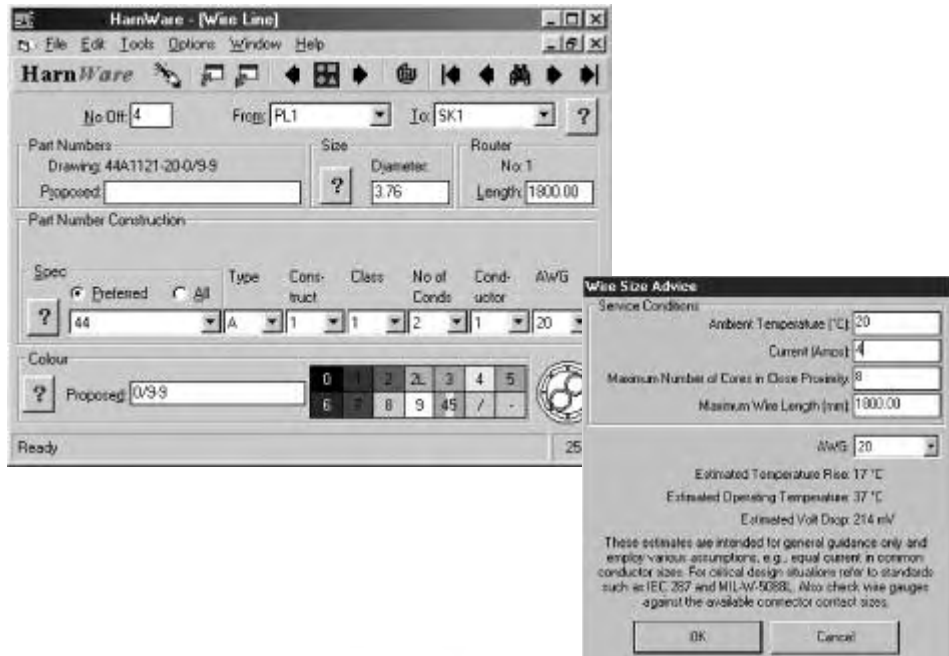 HarnWare - [Wire Line]
File Edit Tools Options Window Help
HarnWare
No Off: 4 From: PL1 To: SK1 ?
Part Numbers Size Router
Drawing: 44A1121-20-0/9-9 Diameter: No: 1
Proposed: ? 3.76 Length: 1800.00
Part Number Construction
Spec Type Cons- Class No of Cond- AWG
Preferred All truct Conds uctor
? 44 A 1 1 2 1 20
Colour
? Proposed: 0/9-9
0 1 2 2L 3 4 5
6 7 8 9 45 / -
Ready 25
Wire Size Advice
Service Conditions
Ambient Temperature (°C): 20
Current (Amps): 4
Maximum Number of Cores in Close Proximity: 8
Maximum Wire Length (mm): 1800.00
AWG: 20
Estimated Temperature Rise: 17 °C
Estimated Operating Temperature: 37 °C
Estimated Volt Drop: 214 mV
These estimates are intended for general guidance only and
employ various assumptions, e.g., equal current in common
conductor sizes. For critical design situations refer to standards
such as IEC 287 and MIL-W-5088L. Also check wire gauges
against the available connector contact sizes.
OK Cancel